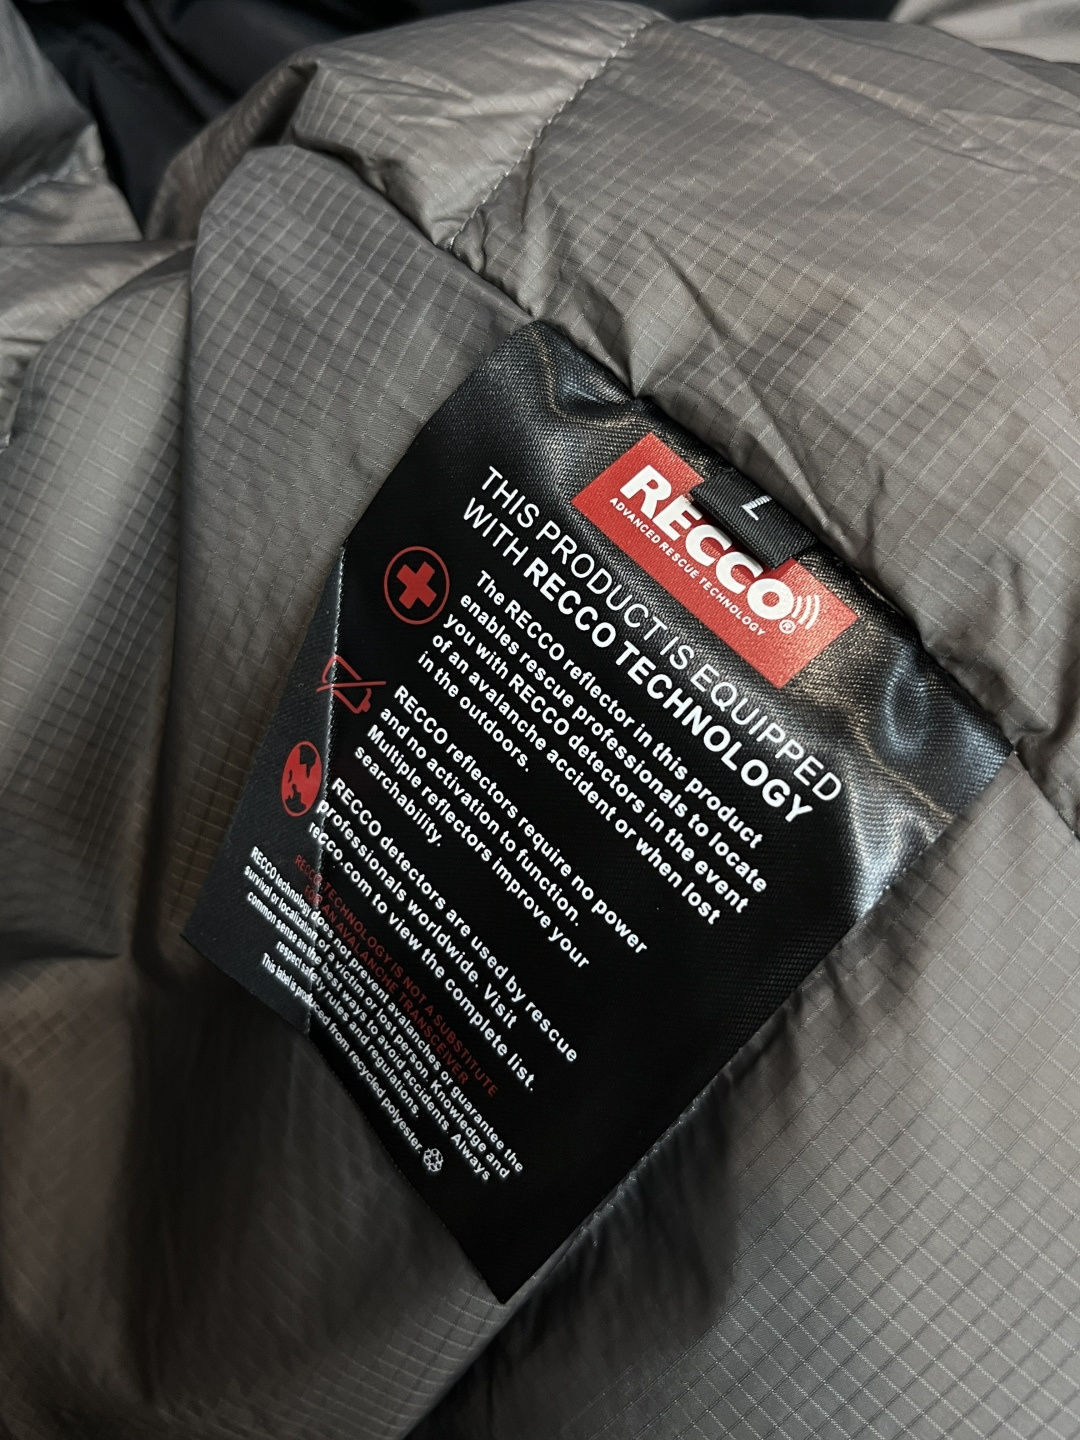 L
RECCO®
ADVANCED RESCUE TECHNOLOGY
THIS PRODUCT IS EQUIPPED
WITH RECCO TECHNOLOGY
The RECCO reflector in this product
enables rescue professionals to locate
you with RECCO detectors in the event
of an avalanche accident or when lost
in the outdoors.
RECCO reflectors require no power
and no activation to function.
Multiple reflectors improve your
searchability.
RECCO detectors are used by rescue
professionals worldwide. Visit
recco.com to view the complete list.
RECCO TECHNOLOGY IS NOT A SUBSTITUTE
FOR AN AVALANCHE TRANSCEIVER
RECCO technology does not prevent avalanches or guarantee the
survival or localization of a victim or lost person. Knowledge and
common sense are the best ways to avoid accidents. Always
respect safety rules and regulations.
This label is produced from recycled polyester